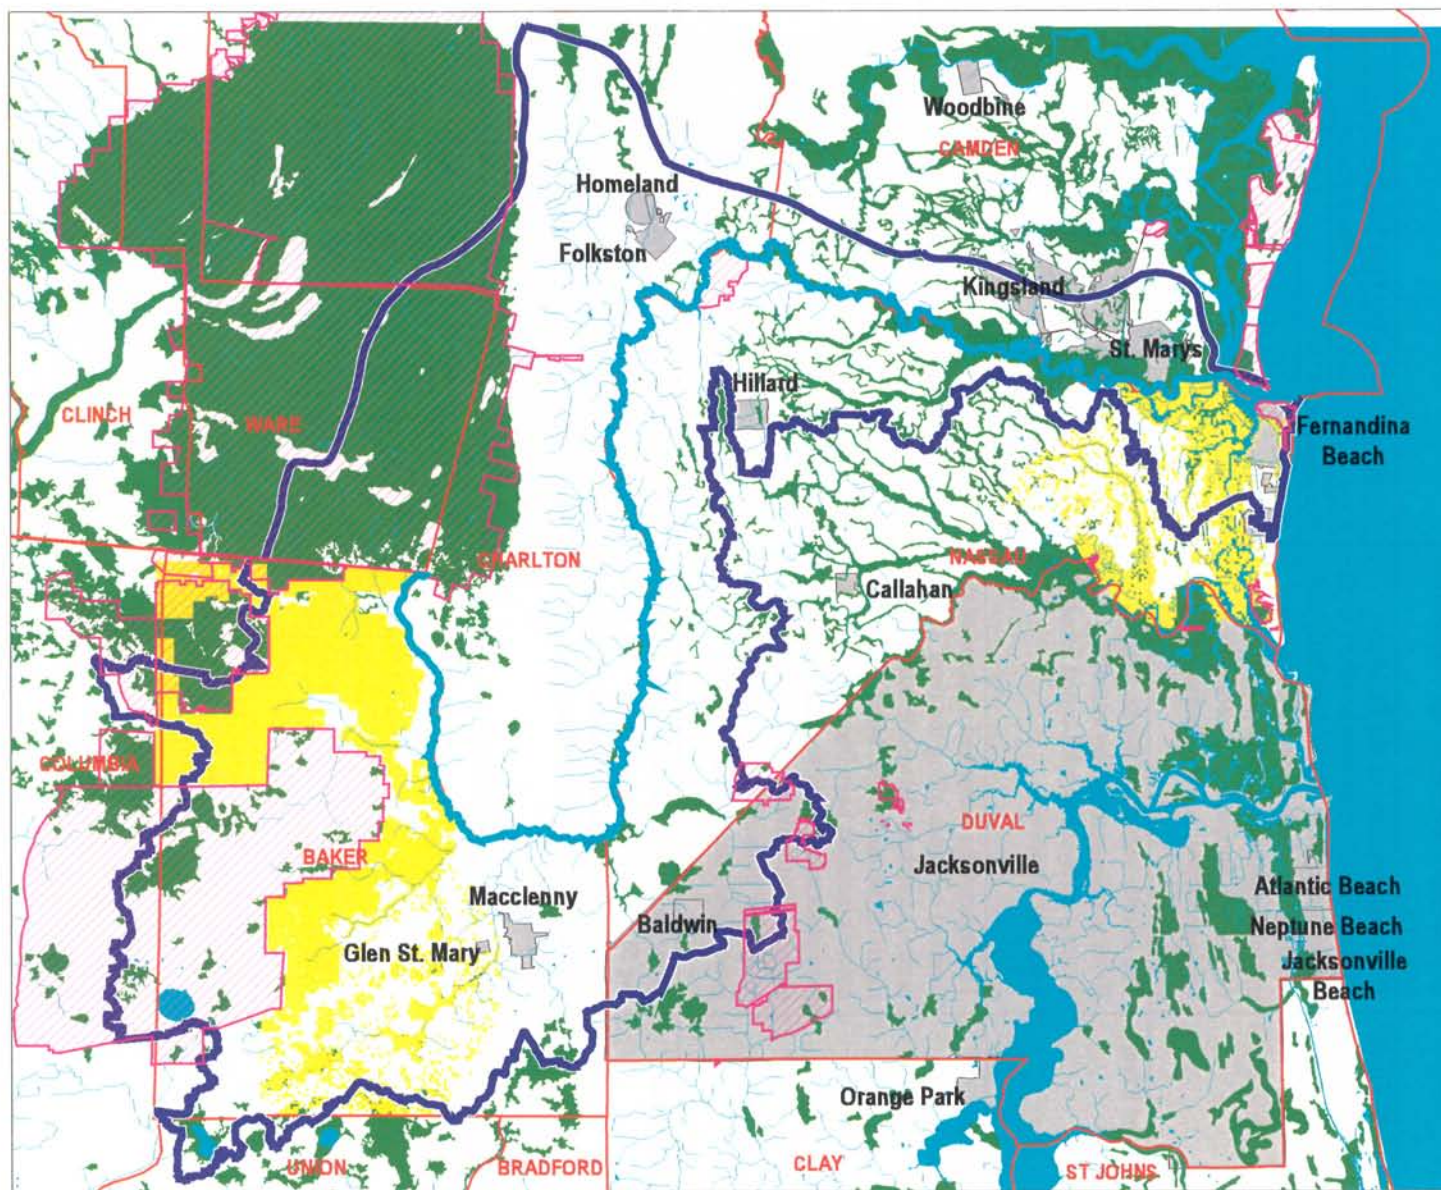 Woodbine
CAMDEN
Homeland
Folkston
Kingsland
St. Marys
Hillard
CLINCH
WARE
Fernandina
Beach
CHARLTON
NASSAU
Callahan
COLUMBIA
DUVAL
BAKER
Jacksonville
Macclenny
Atlantic Beach
Baldwin
Neptune Beach
Glen St. Mary
Jacksonville
Beach
Orange Park
UNION
BRADFORD
CLAY
ST JOHNS